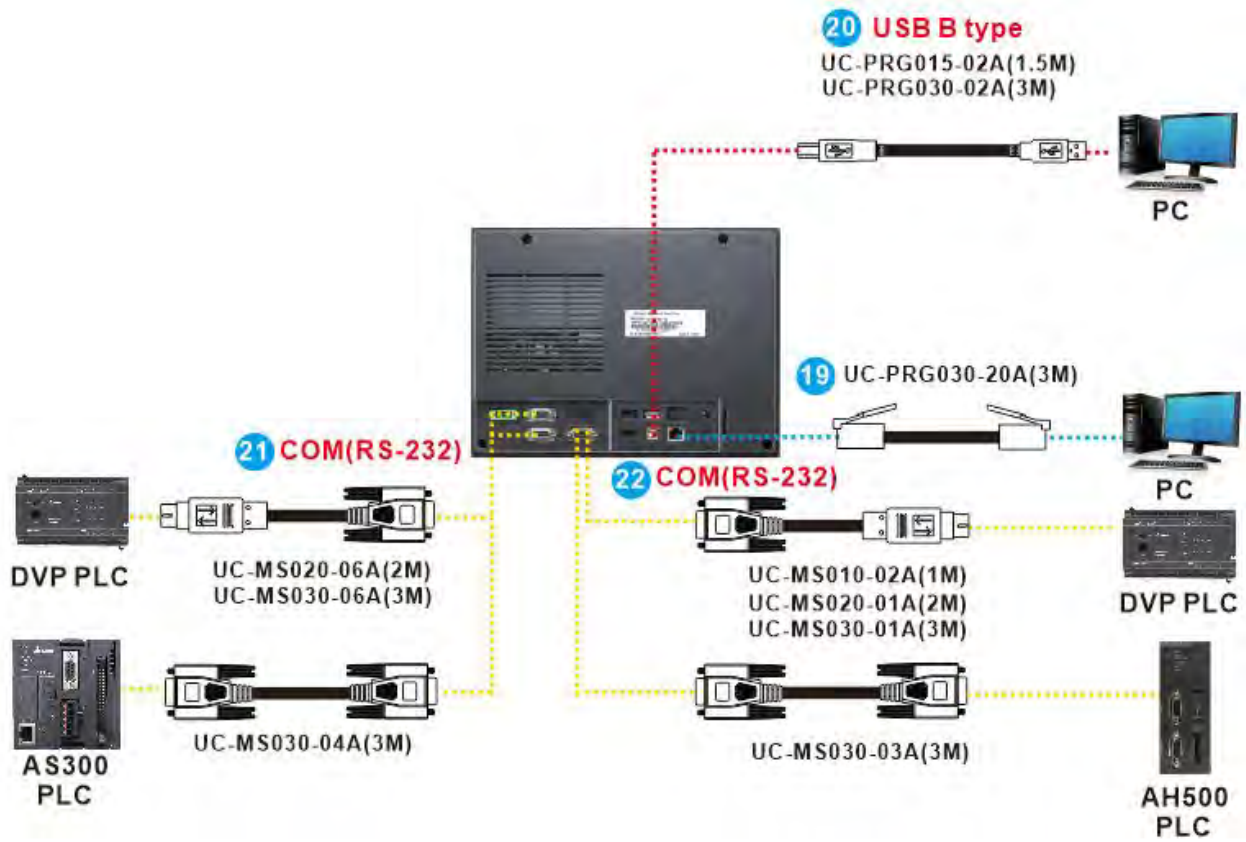 20 USB B type
UC-PRG015-02A(1.5M)
UC-PRG030-02A(3M)
PC
19 UC-PRG030-20A(3M)
PC
21 COM(RS-232)
DVP PLC
UC-MS020-06A(2M)
UC-MS030-06A(3M)
22 COM(RS-232)
UC-MS010-02A(1M)
UC-MS020-01A(2M)
UC-MS030-01A(3M)
DVP PLC
UC-MS030-04A(3M)
AS300
PLC
UC-MS030-03A(3M)
AH500
PLC